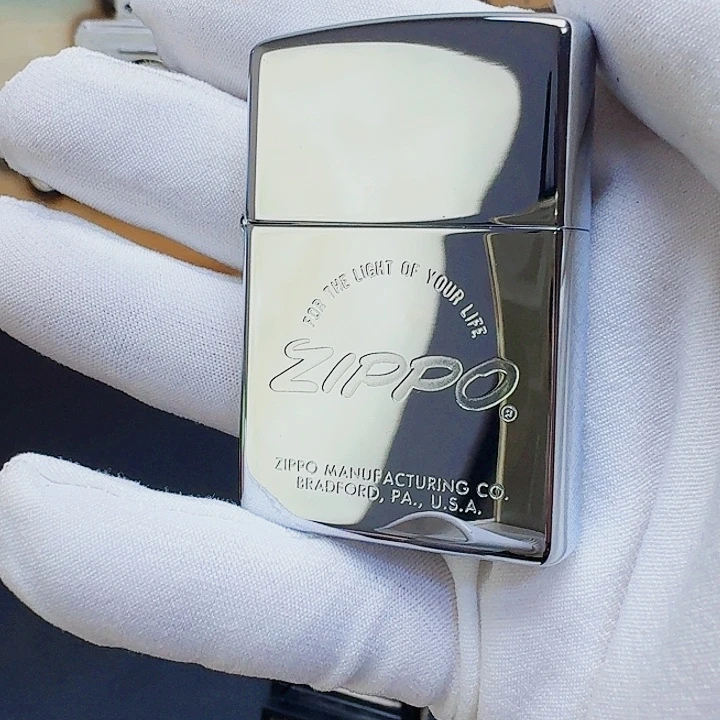 FOR THE LIGHT OF YOUR LIFE
ZIPPO®
ZIPPO MANUFACTURING CO.
BRADFORD, PA., U.S.A.